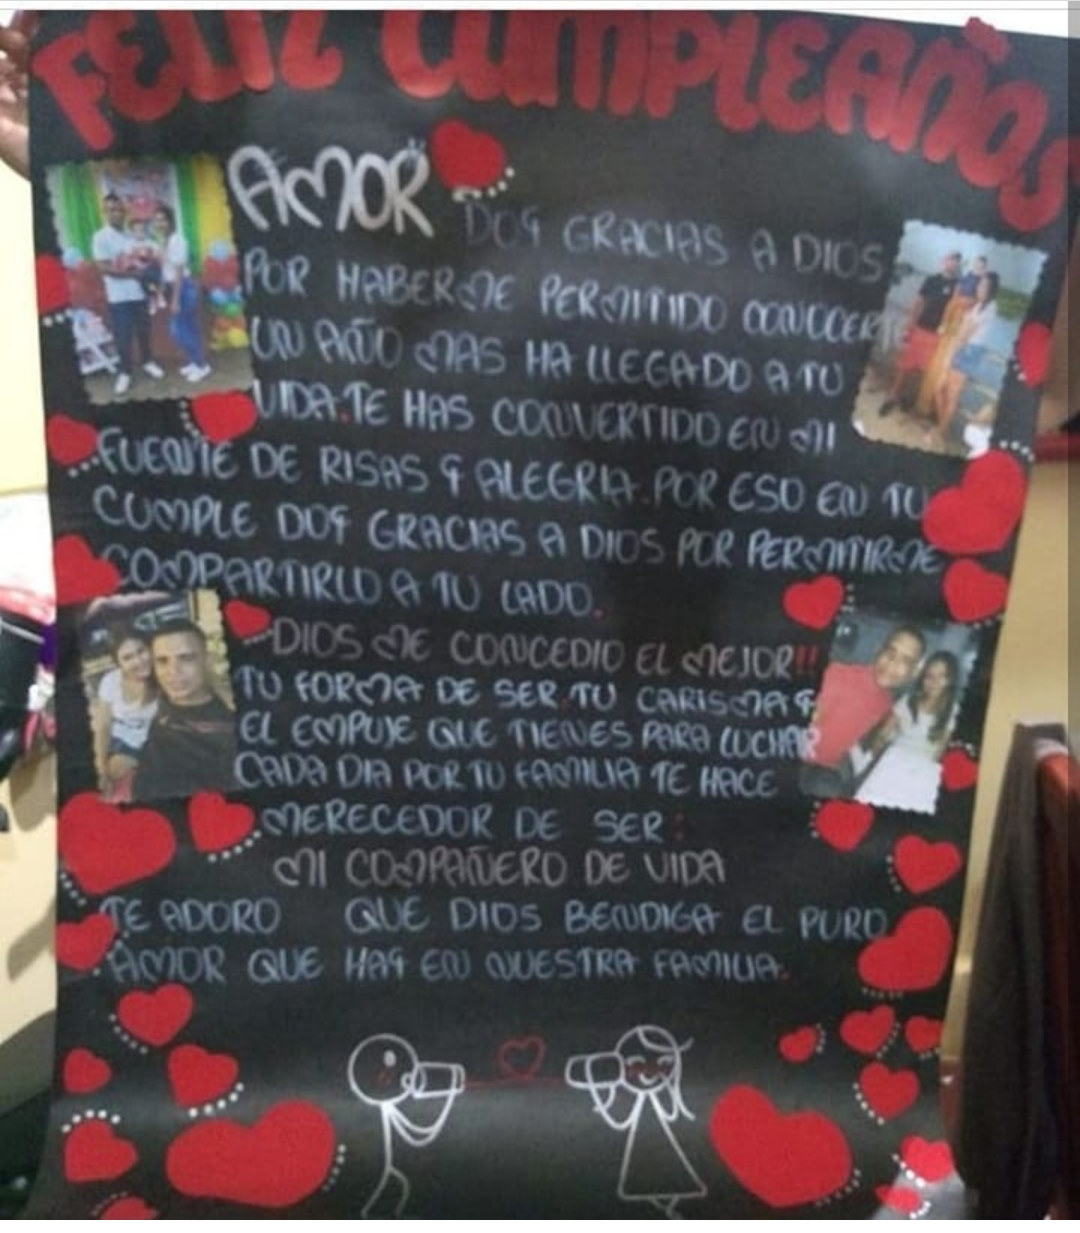 FELIZ CUMPLEAÑOS
AMOR
DOY GRACIAS A DIOS
POR HABERME PERMITIDO CONOCERTE
UN AÑO MAS HA LLEGADO A TU
VIDA.TE HAS CONVERTIDO EN MI
FUENTE DE RISAS Y ALEGRIA.POR ESO EN TU
CUMPLE DOY GRACIAS A DIOS POR PERMITIRME
COMPARTIRLO A TU LADO.
DIOS ME CONCEDIO EL MEJOR!!
TU FORMA DE SER TU CARISMA Y
EL EMPUJE QUE TIENES PARA LUCHAR
CADA DIA POR TU FAMILIA TE HACE
MERECEDOR DE SER:
MI COMPAÑERO DE VIDA
TE ADORO QUE DIOS BENDIGA EL PURO
AMOR QUE HAY EN NUESTRA FAMILIA.